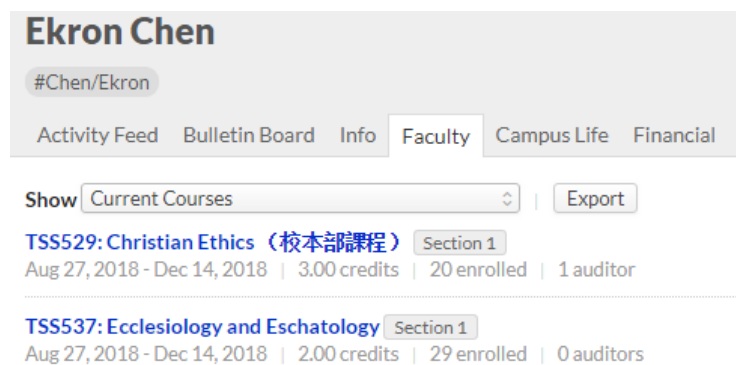 Ekron Chen
#Chen/Ekron
Activity Feed Bulletin Board Info Faculty Campus Life Financial
Show Current Courses | Export
TSS529: Christian Ethics（校本部課程） Section 1
Aug 27, 2018 - Dec 14, 2018 | 3.00 credits | 20 enrolled | 1 auditor
TSS537: Ecclesiology and Eschatology Section 1
Aug 27, 2018 - Dec 14, 2018 | 2.00 credits | 29 enrolled | 0 auditors